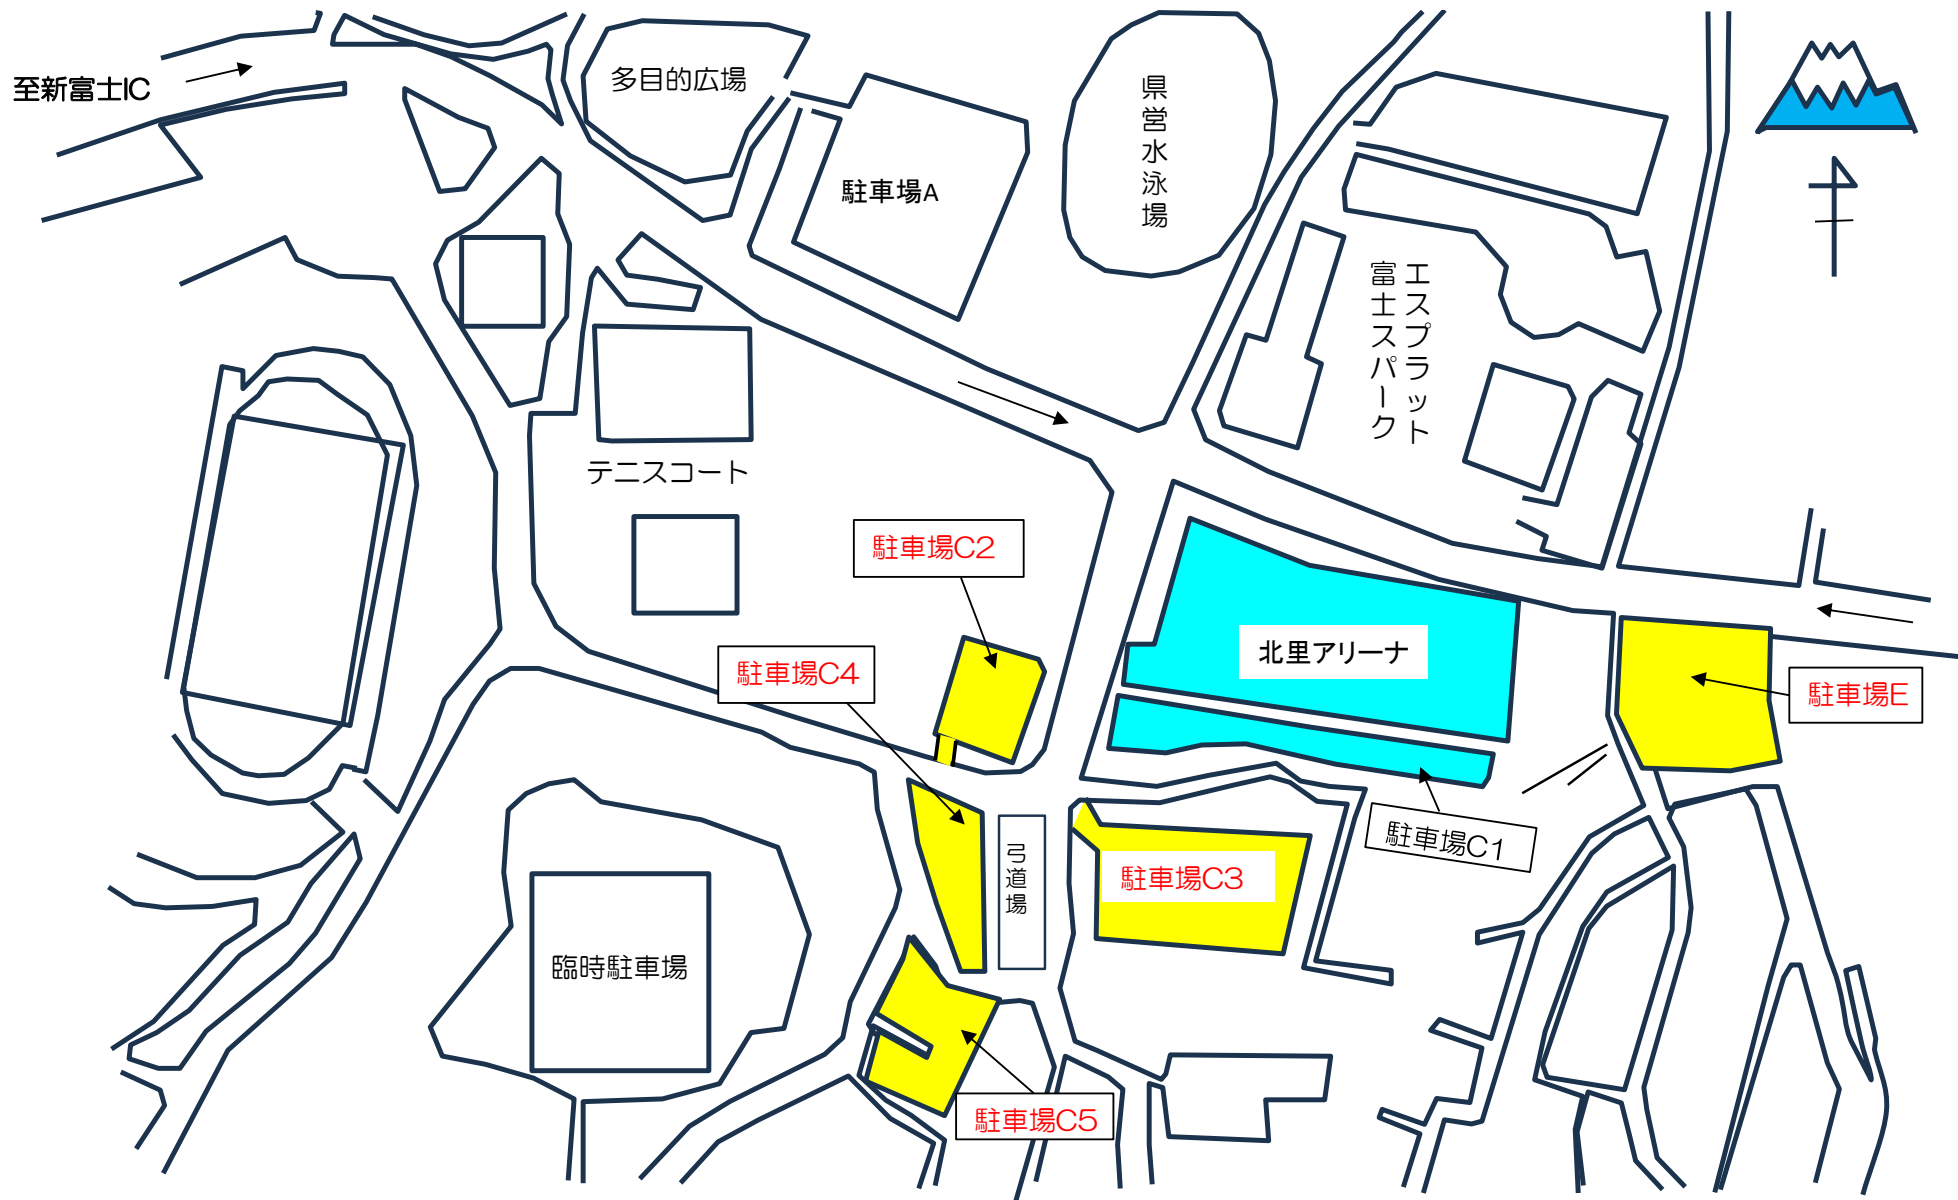 至新富士IC
多目的広場
駐車場A
県営水泳場
エスプラット
富士スパーク
テニスコート
駐車場C2
北里アリーナ
駐車場C4
駐車場E
駐車場C1
弓道場
駐車場C3
臨時駐車場
駐車場C5